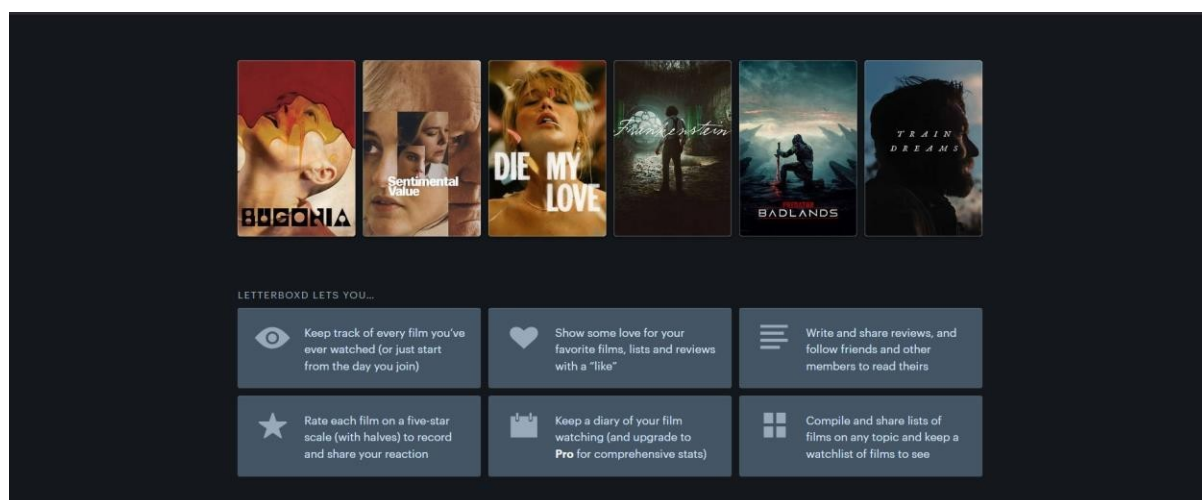 BUGONIA
Sentimental
Value
DIE MY
LOVE
Frankenstein
PREDATOR
BADLANDS
TRAIN
DREAMS
LETTERBOXD LETS YOU…
Keep track of every film you’ve
ever watched (or just start
from the day you join)
Show some love for your
favorite films, lists and reviews
with a “like”
Write and share reviews, and
follow friends and other
members to read theirs
Rate each film on a five-star
scale (with halves) to record
and share your reaction
Keep a diary of your film
watching (and upgrade to
Pro for comprehensive stats)
Compile and share lists of
films on any topic and keep a
watchlist of films to see